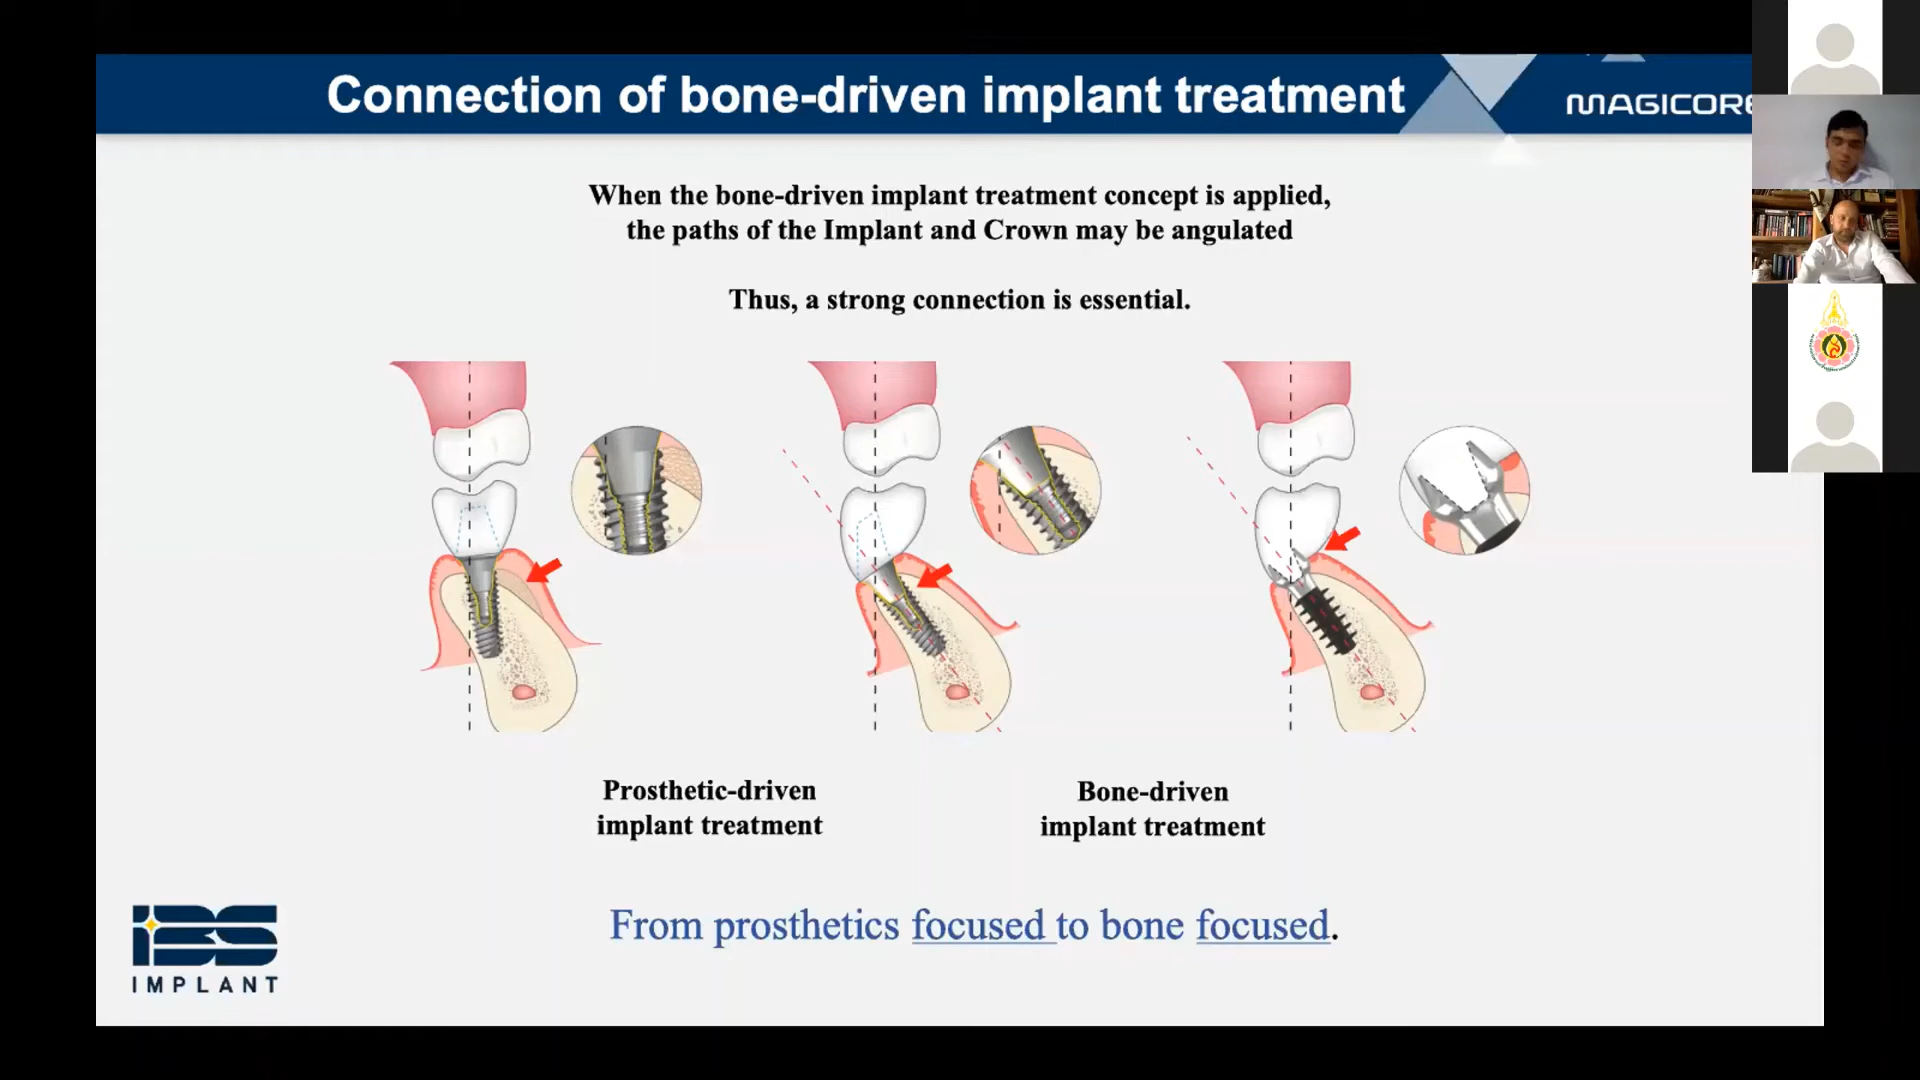 Connection of bone-driven implant treatment
MAGICORE
When the bone-driven implant treatment concept is applied,
the paths of the Implant and Crown may be angulated
Thus, a strong connection is essential.
Prosthetic-driven
implant treatment
Bone-driven
implant treatment
From prosthetics focused to bone focused.
IBS
IMPLANT